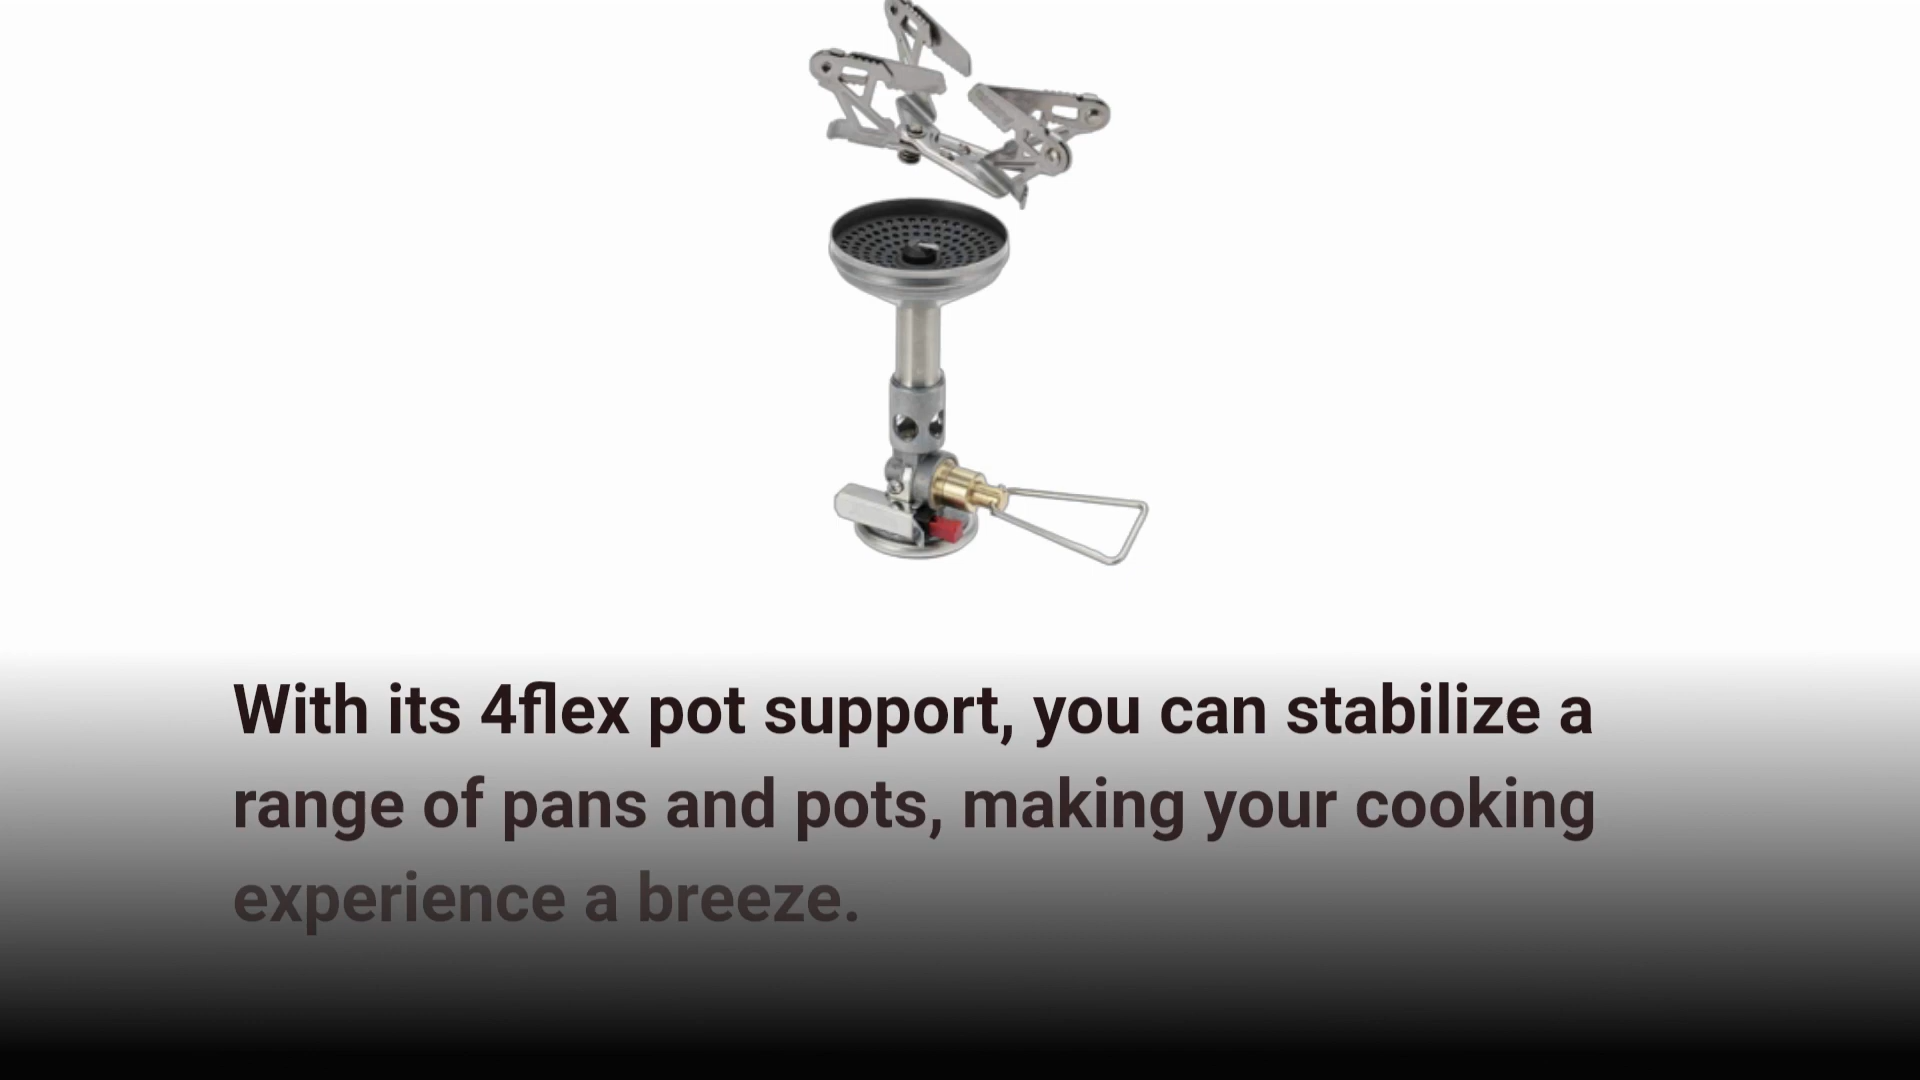 With its 4flex pot support, you can stabilize a
range of pans and pots, making your cooking
experience a breeze.